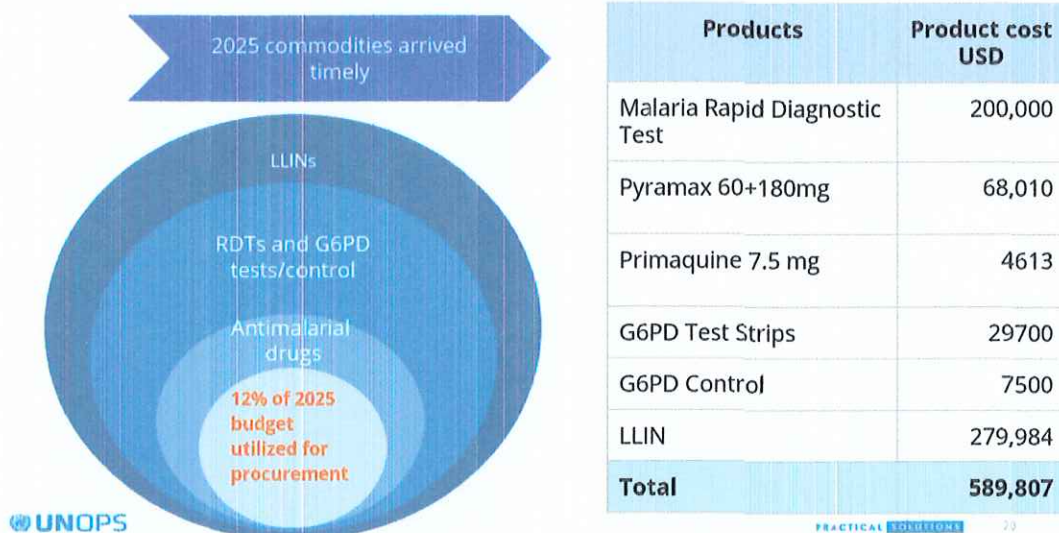 2025 commodities arrived
timely
LLINs
RDTs and G6PD
tests/control
Antimalarial
drugs
12% of 2025
budget
utilized for
procurement
UNOPS
Products Product cost
USD
Malaria Rapid Diagnostic 200,000
Test
Pyramax 60+180mg 68,010
Primaquine 7.5 mg 4613
G6PD Test Strips 29700
G6PD Control 7500
LLIN 279,984
Total 589,807
PRACTICAL SOLUTIONS 20